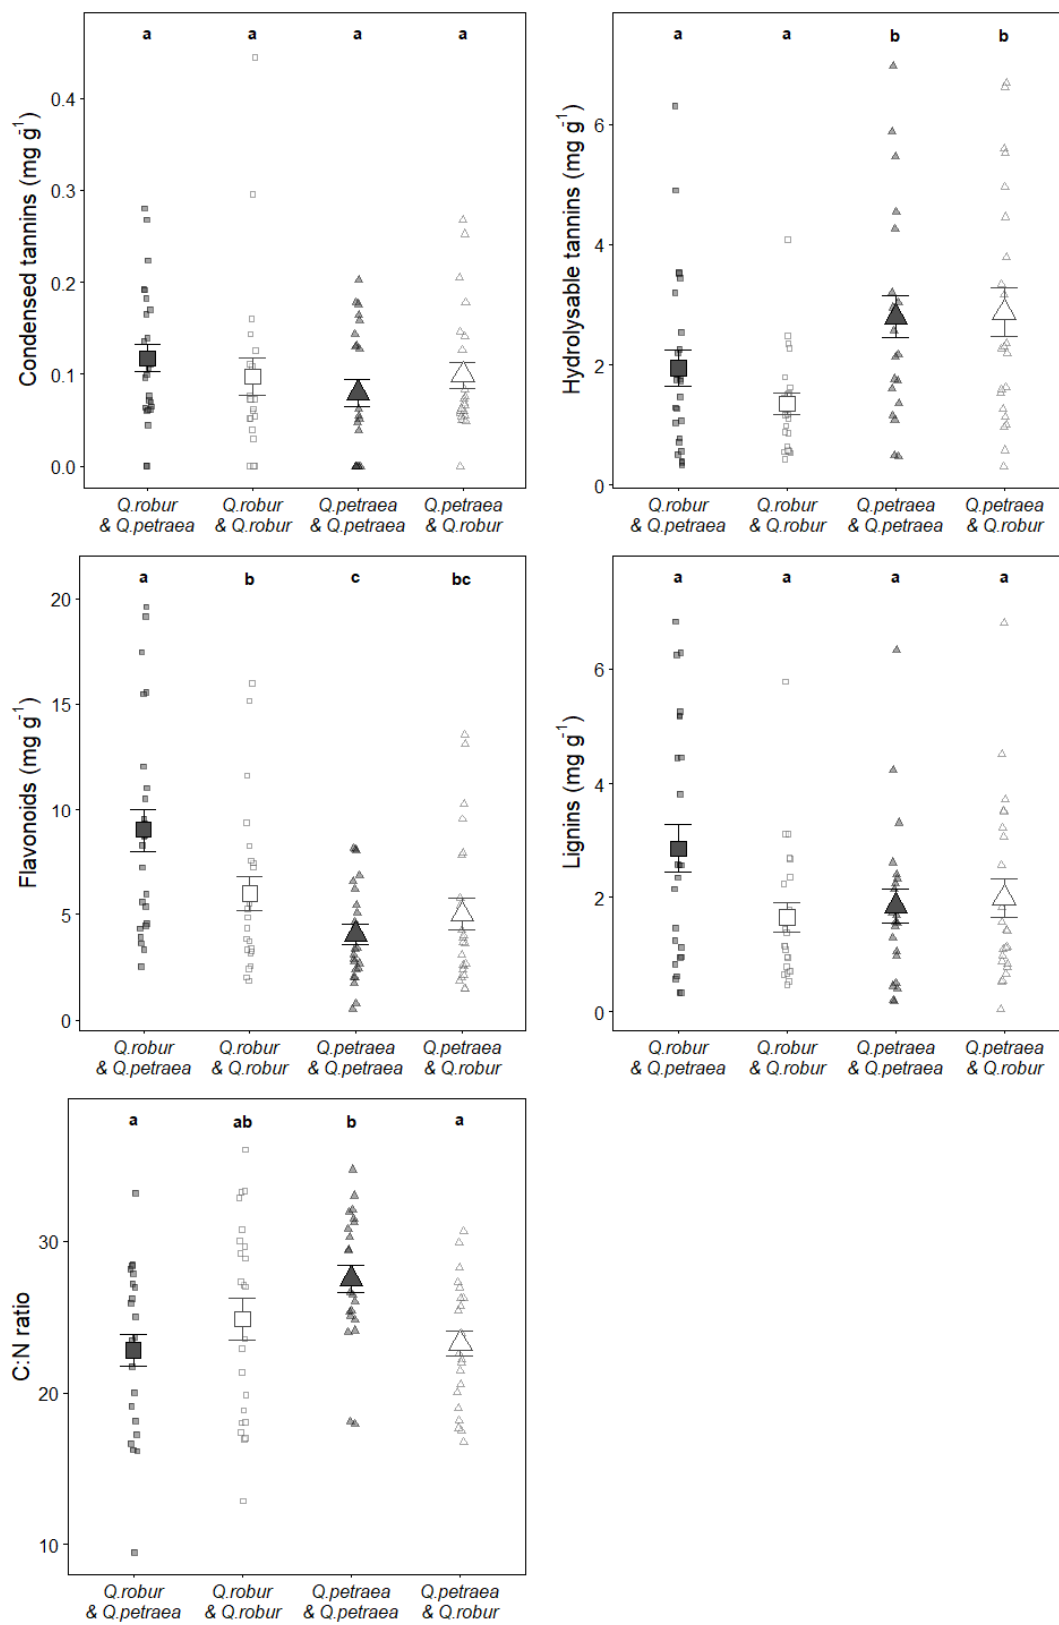 a a a a
Condensed tannins (mg g-1)
0.4
0.3
0.2
0.1
0.0
Q.robur Q.robur Q.petraea Q.petraea
& Q.petraea & Q.robur & Q.petraea & Q.robur
a a b b
Hydrolysable tannins (mg g-1)
6
4
2
0
Q.robur Q.robur Q.petraea Q.petraea
& Q.petraea & Q.robur & Q.petraea & Q.robur
a b c bc
Flavonoids (mg g-1)
20
15
10
5
0
Q.robur Q.robur Q.petraea Q.petraea
& Q.petraea & Q.robur & Q.petraea & Q.robur
a a a a
Lignins (mg g-1)
6
4
2
0
Q.robur Q.robur Q.petraea Q.petraea
& Q.petraea & Q.robur & Q.petraea & Q.robur
a ab b a
C:N ratio
30
20
10
Q.robur Q.robur Q.petraea Q.petraea
& Q.petraea & Q.robur & Q.petraea & Q.robur